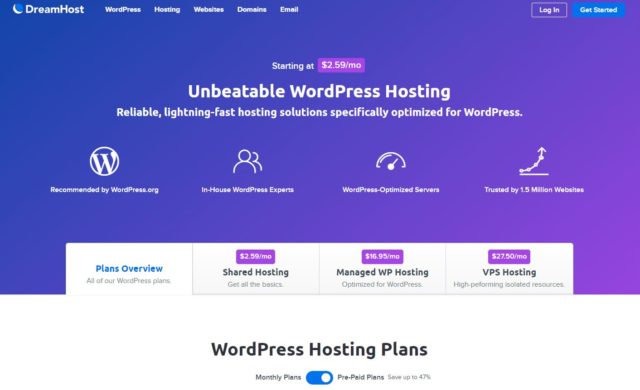 DreamHost WordPress Hosting Websites Domains Email Log In Get Started
Starting at $2.59/mo
Unbeatable WordPress Hosting
Reliable, lightning-fast hosting solutions specifically optimized for WordPress.
Recommended by WordPress.org
In-House WordPress Experts
WordPress-Optimized Servers
Trusted by 1.5 Million Websites
Plans Overview
All of our WordPress plans.
$2.59/mo
Shared Hosting
Get all the basics.
$16.95/mo
Managed WP Hosting
Optimized for WordPress.
$27.50/mo
VPS Hosting
High-peforming isolated resources.
WordPress Hosting Plans
Monthly Plans Pre-Paid Plans Save up to 47%